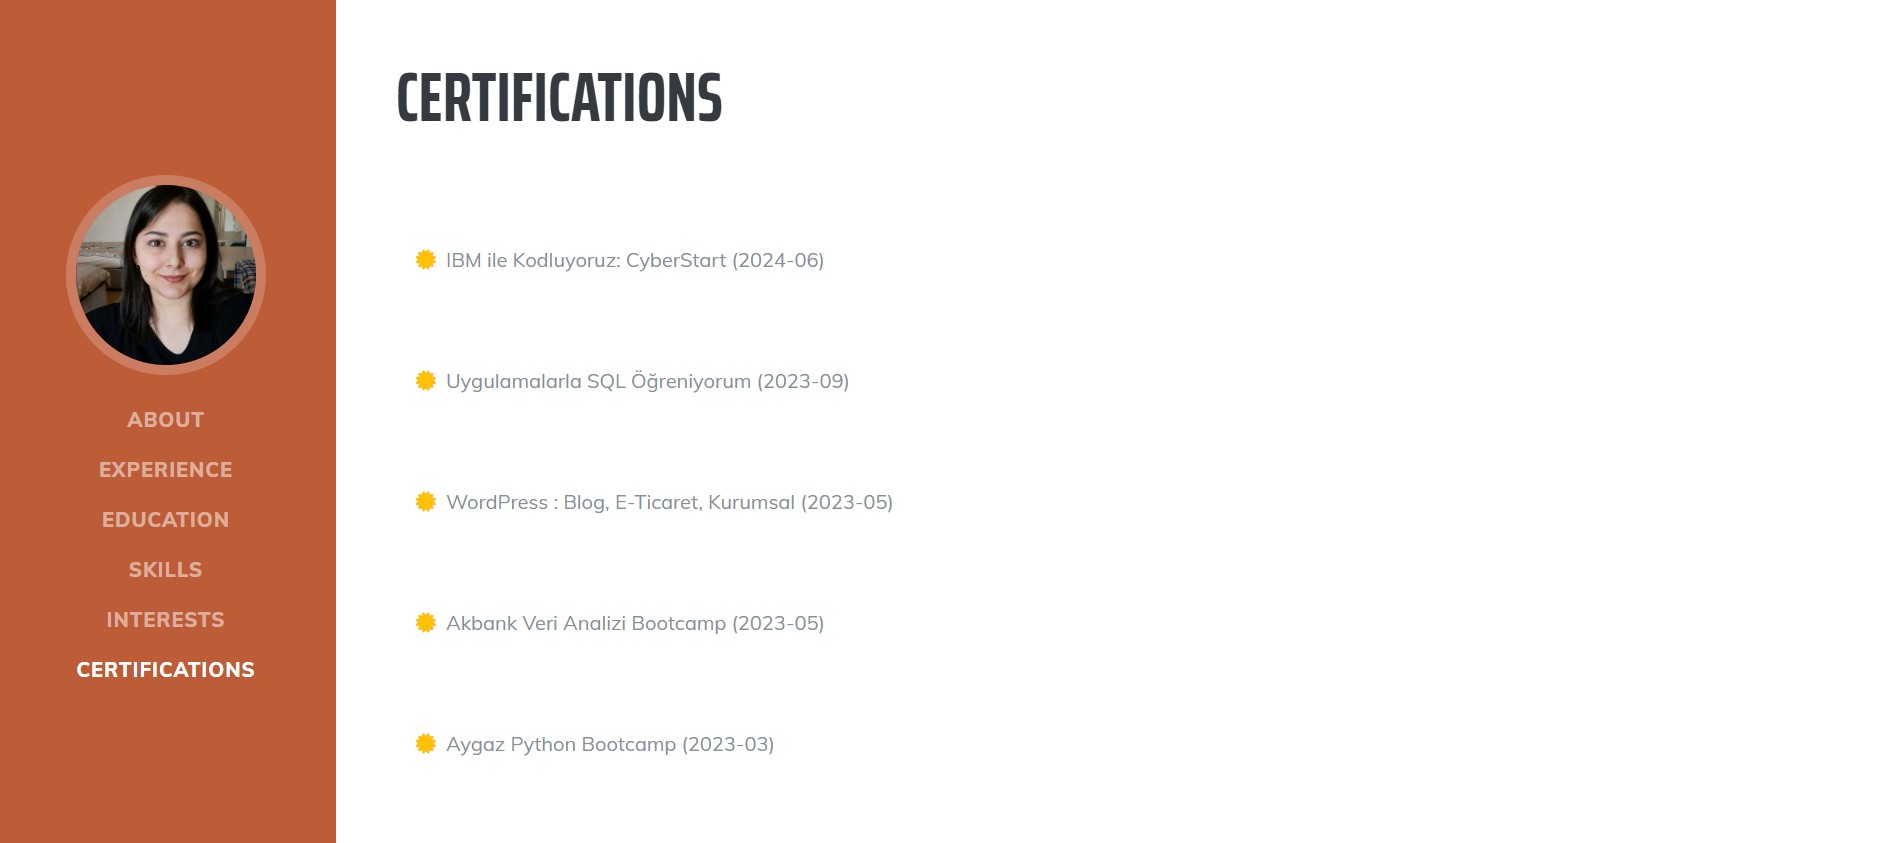 ABOUT
EXPERIENCE
EDUCATION
SKILLS
INTERESTS
CERTIFICATIONS
CERTIFICATIONS
IBM ile Kodluyoruz: CyberStart (2024-06)
Uygulamalarla SQL Öğreniyorum (2023-09)
WordPress : Blog, E-Ticaret, Kurumsal (2023-05)
Akbank Veri Analizi Bootcamp (2023-05)
Aygaz Python Bootcamp (2023-03)